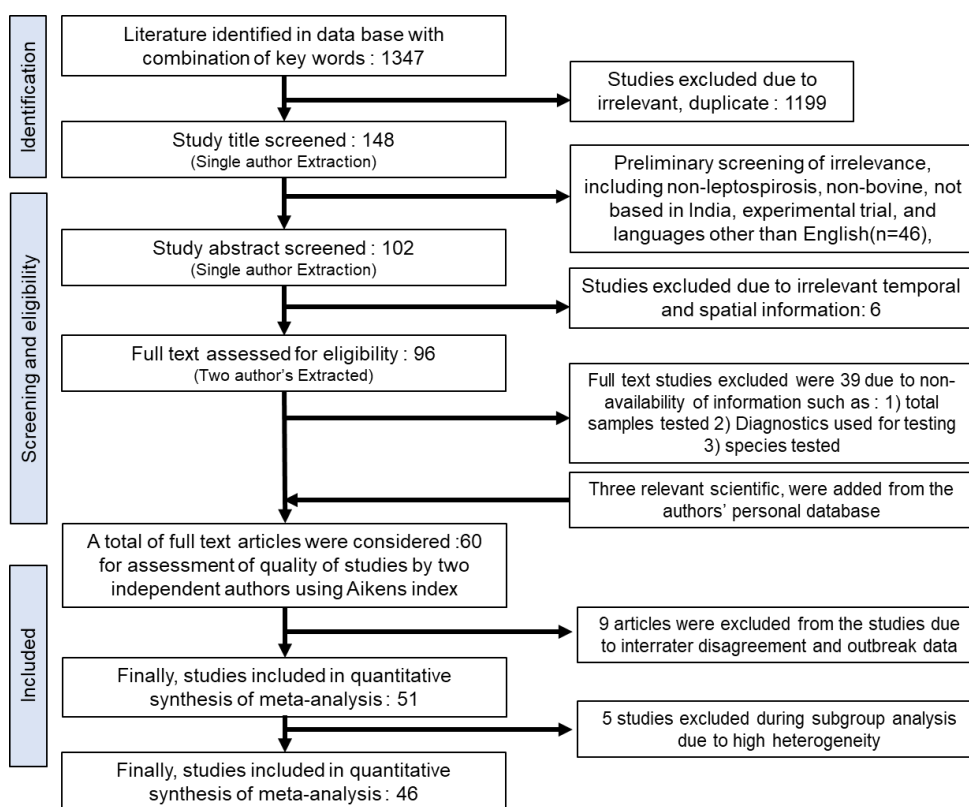 Identification
Literature identified in data base with
combination of key words : 1347
Studies excluded due to
irrelevant, duplicate : 1199
Study title screened : 148
(Single author Extraction)
Preliminary screening of irrelevance,
including non-leptospirosis, non-bovine, not
based in India, experimental trial, and
languages other than English(n=46),
Screening and eligibility
Study abstract screened : 102
(Single author Extraction)
Studies excluded due to irrelevant temporal
and spatial information: 6
Full text assessed for eligibility : 96
(Two author’s Extracted)
Full text studies excluded were 39 due to non-
availability of information such as : 1) total
samples tested 2) Diagnostics used for testing
3) species tested
Three relevant scientific, were added from the
authors’ personal database
A total of full text articles were considered :60
for assessment of quality of studies by two
independent authors using Aikens index
Included
9 articles were excluded from the studies due
to interrater disagreement and outbreak data
Finally, studies included in quantitative
synthesis of meta-analysis : 51
5 studies excluded during subgroup analysis
due to high heterogeneity
Finally, studies included in quantitative
synthesis of meta-analysis : 46